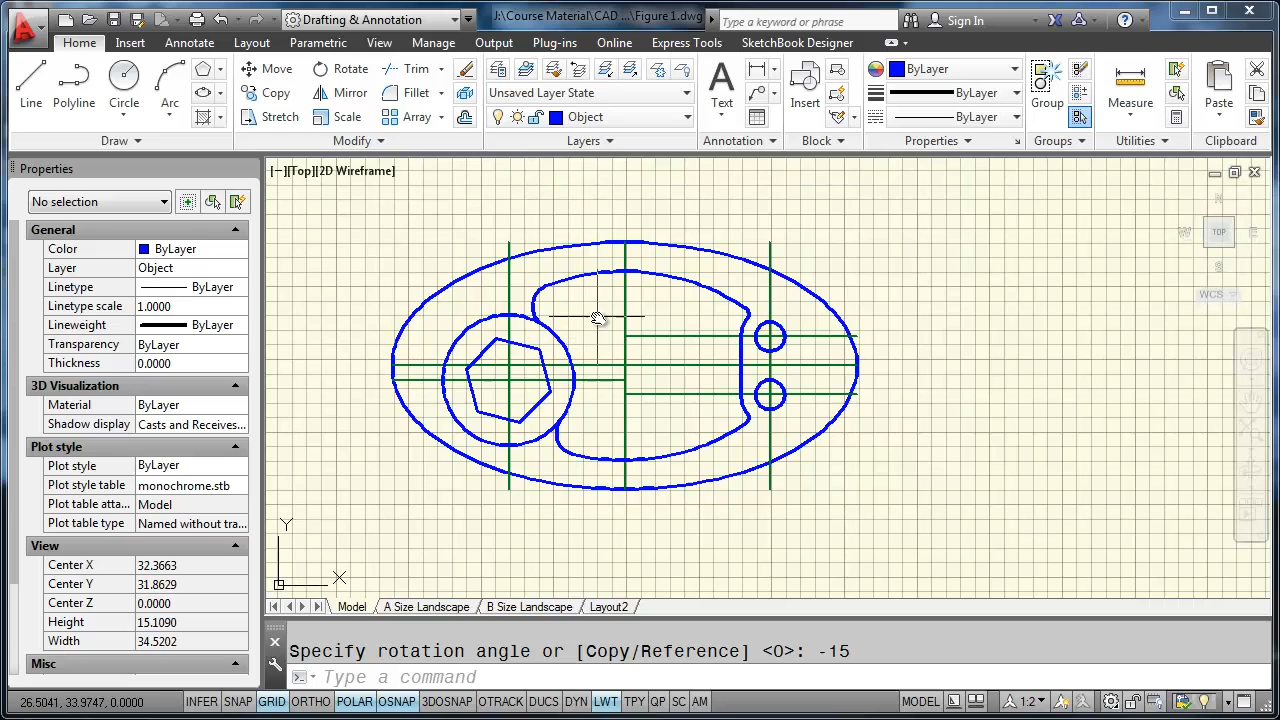 Drafting & Annotation
J:\Course Material\CAD ...\Figure 1.dwg
Type a keyword or phrase
Sign In
Home Insert Annotate Layout Parametric View Manage Output Plug-ins Online Express Tools SketchBook Designer
Line
Polyline
Circle
Arc
Move
Rotate
Trim
Copy
Mirror
Fillet
Stretch
Scale
Array
Unsaved Layer State
Object
Text
Insert
ByLayer
ByLayer
ByLayer
Group
Measure
Paste
Draw
Modify
Layers
Annotation
Block
Properties
Groups
Utilities
Clipboard
Properties
No selection
General
Color ByLayer
Layer Object
Linetype ByLayer
Linetype scale 1.0000
Lineweight ByLayer
Transparency ByLayer
Thickness 0.0000
3D Visualization
Material ByLayer
Shadow display Casts and Receives...
Plot style
Plot style ByLayer
Plot style table monochrome.stb
Plot table atta... Model
Plot table type Named without tra...
View
Center X 32.3663
Center Y 31.8629
Center Z 0.0000
Height 15.1090
Width 34.5202
Misc
[−][Top][2D Wireframe]
N
W TOP E
S
WCS
Y
X
Model A Size Landscape B Size Landscape Layout2
Specify rotation angle or [Copy/Reference] <0>: -15
Type a command
26.5041, 33.9747, 0.0000
INFER SNAP GRID ORTHO POLAR OSNAP 3DOSNAP OTRACK DUCS DYN LWT TPY QP SC AM
MODEL
1:2